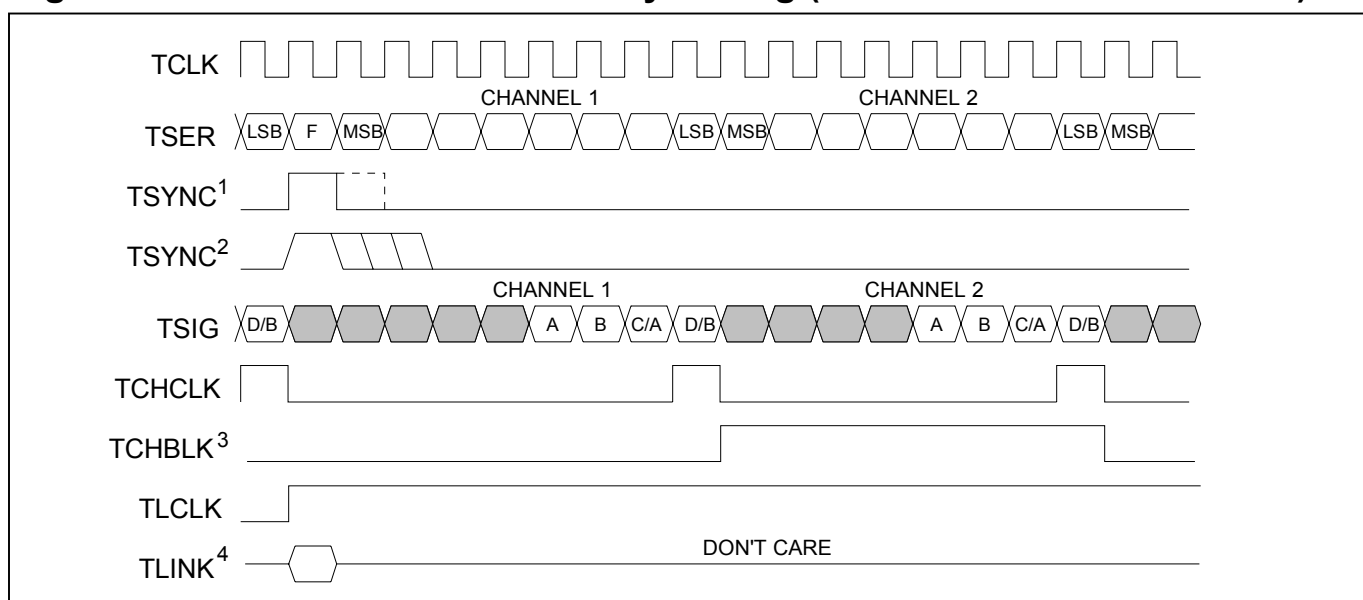 TCLK
CHANNEL 1 CHANNEL 2
TSER LSB F MSB LSB MSB LSB MSB
TSYNC1
TSYNC2
CHANNEL 1 CHANNEL 2
TSIG D/B A B C/A D/B A B C/A D/B
TCHCLK
TCHBLK3
TLCLK
DON'T CARE
TLINK4